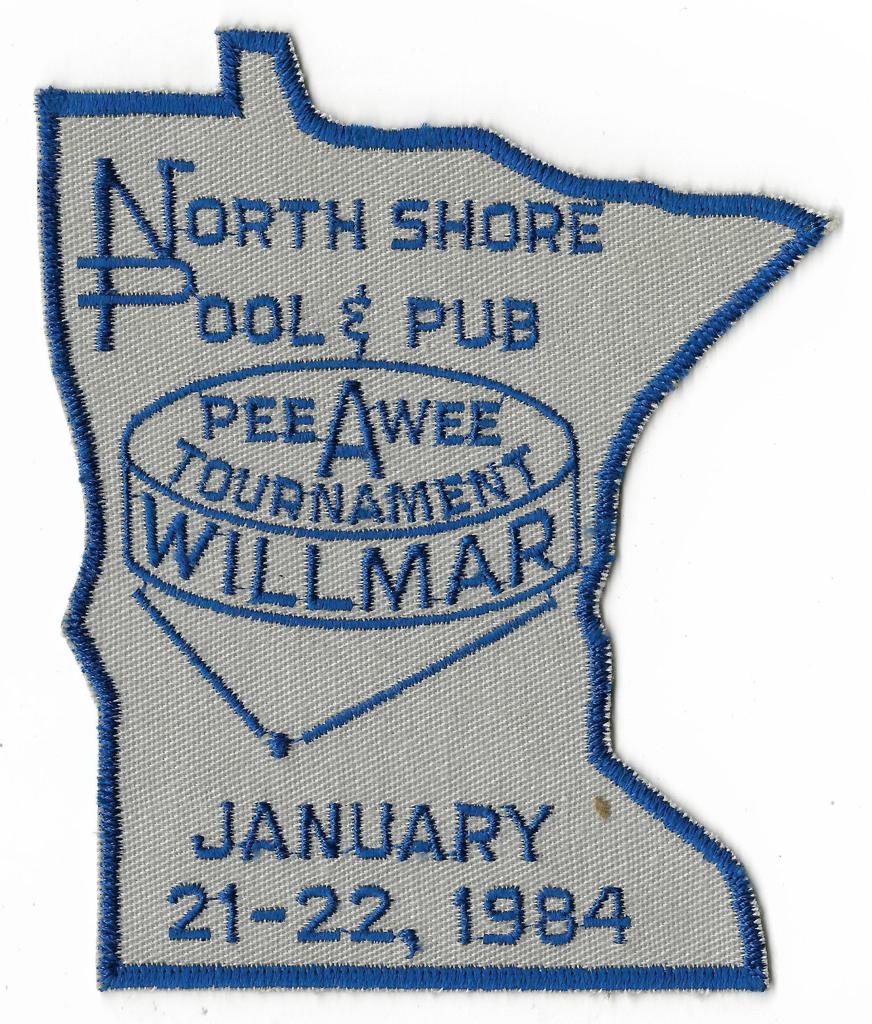 NORTH SHORE
POOL & PUB
PEE A WEE
TOURNAMENT
WILLMAR
JANUARY
21-22, 1984